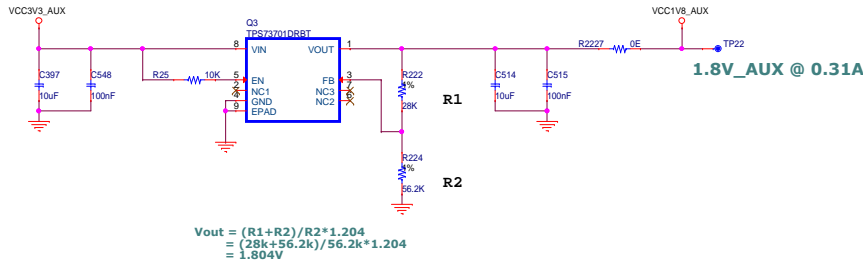 VCC3V3_AUX
VCC1V8_AUX
Q3
TPS73701DRBT
8 VIN VOUT 1
R2227 0E
TP22
1.8V_AUX @ 0.31A
C397
10uF
C548
100nF
R25 10K
5 EN FB 3
2 NC1 NC3 7
4 GND NC2 6
9 EPAD
R222
1%
28K
R1
C514
10uF
C515
100nF
R224
1%
56.2K
R2
Vout = (R1+R2)/R2*1.204
= (28k+56.2k)/56.2k*1.204
= 1.804V